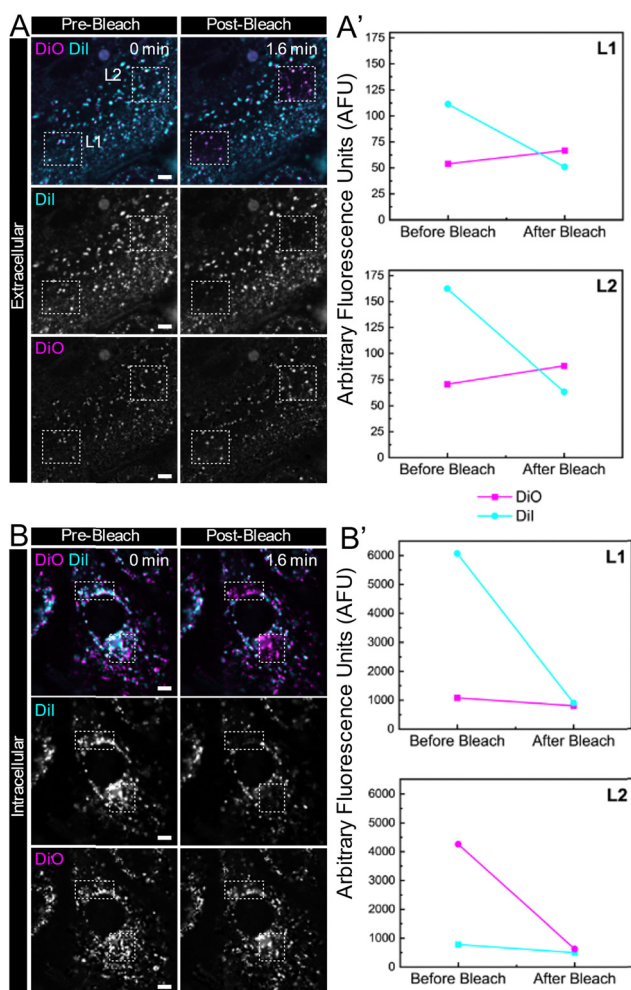 A
Pre-Bleach
Post-Bleach
DiO DiI
0 min
1.6 min
L2
L1
DiI
DiO
Extracellular
A’
Arbitrary Fluorescence Units (AFU)
L1
175
150
125
100
75
50
25
0
Before Bleach
After Bleach
L2
175
150
125
100
75
50
25
0
Before Bleach
After Bleach
DiO
DiI
B
Pre-Bleach
Post-Bleach
DiO DiI
0 min
1.6 min
DiI
DiO
Intracellular
B’
Arbitrary Fluorescence Units (AFU)
L1
6000
5000
4000
3000
2000
1000
0
Before Bleach
After Bleach
L2
6000
5000
4000
3000
2000
1000
0
Before Bleach
After Bleach